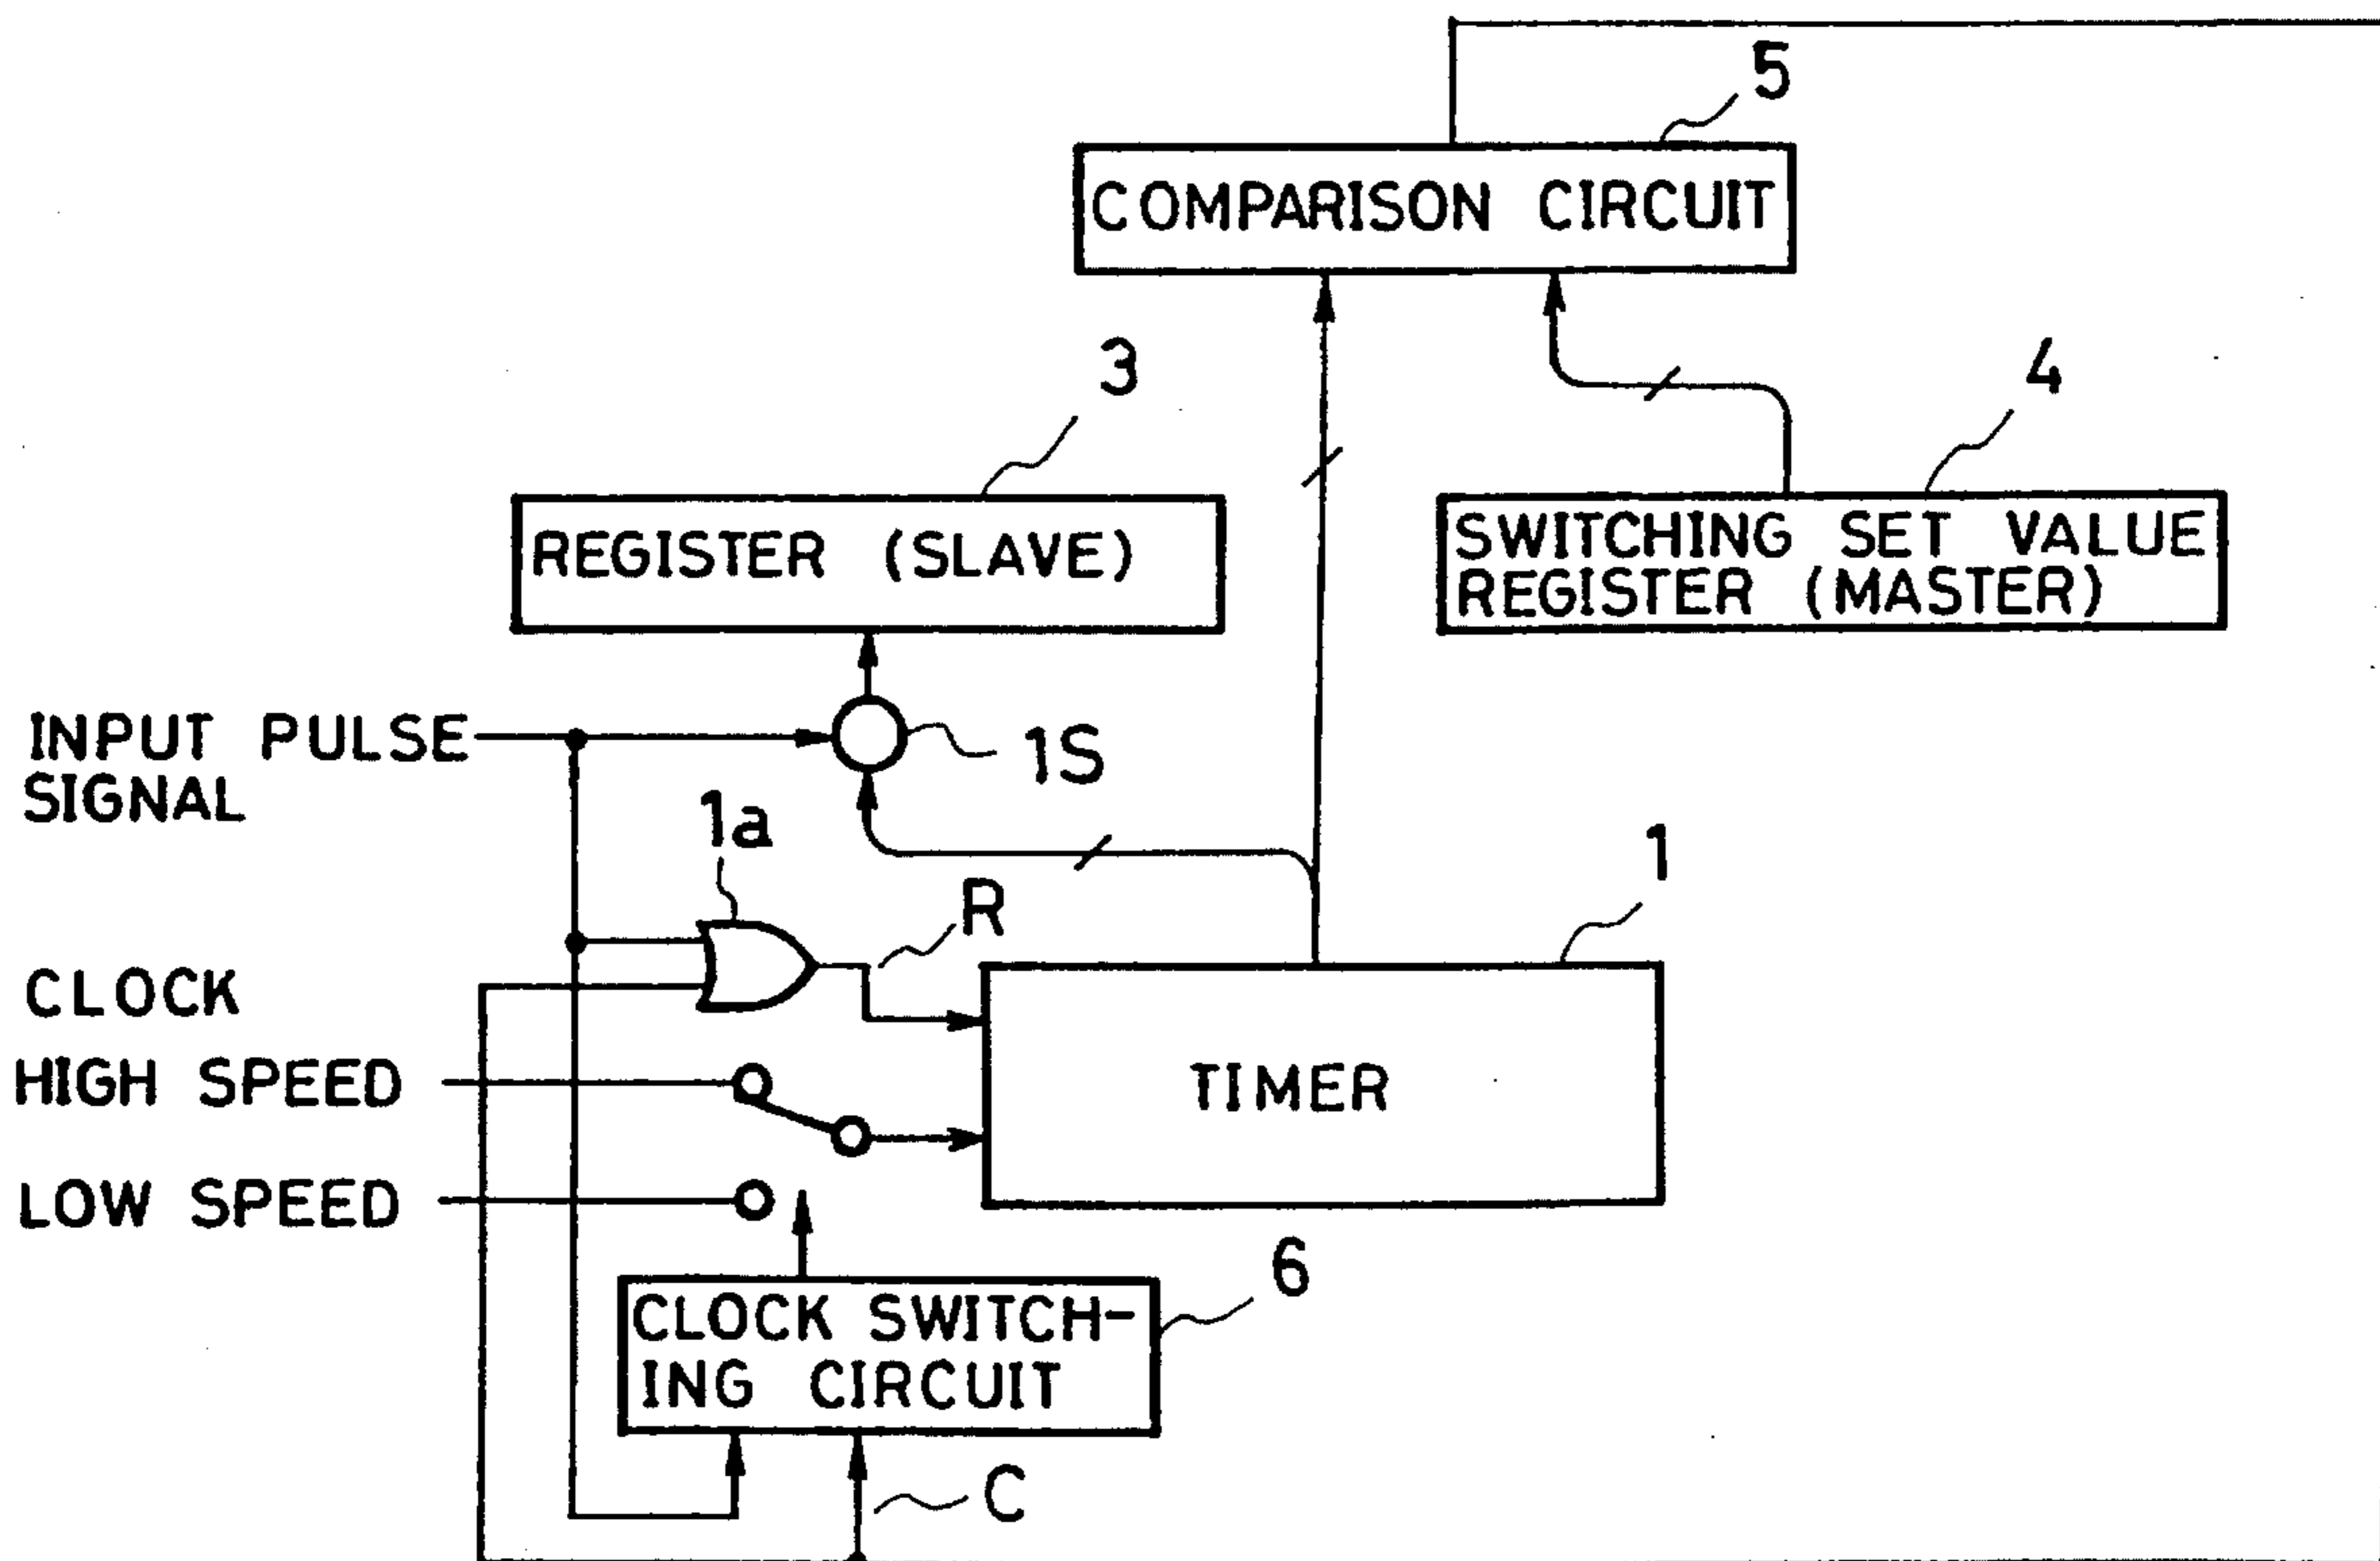 5
COMPARISON CIRCUIT
3
4
REGISTER (SLAVE)
SWITCHING SET VALUE
REGISTER (MASTER)
INPUT PULSE
SIGNAL
1S
1a
1
R
CLOCK
HIGH SPEED
TIMER
LOW SPEED
6
CLOCK SWITCH-
ING CIRCUIT
C